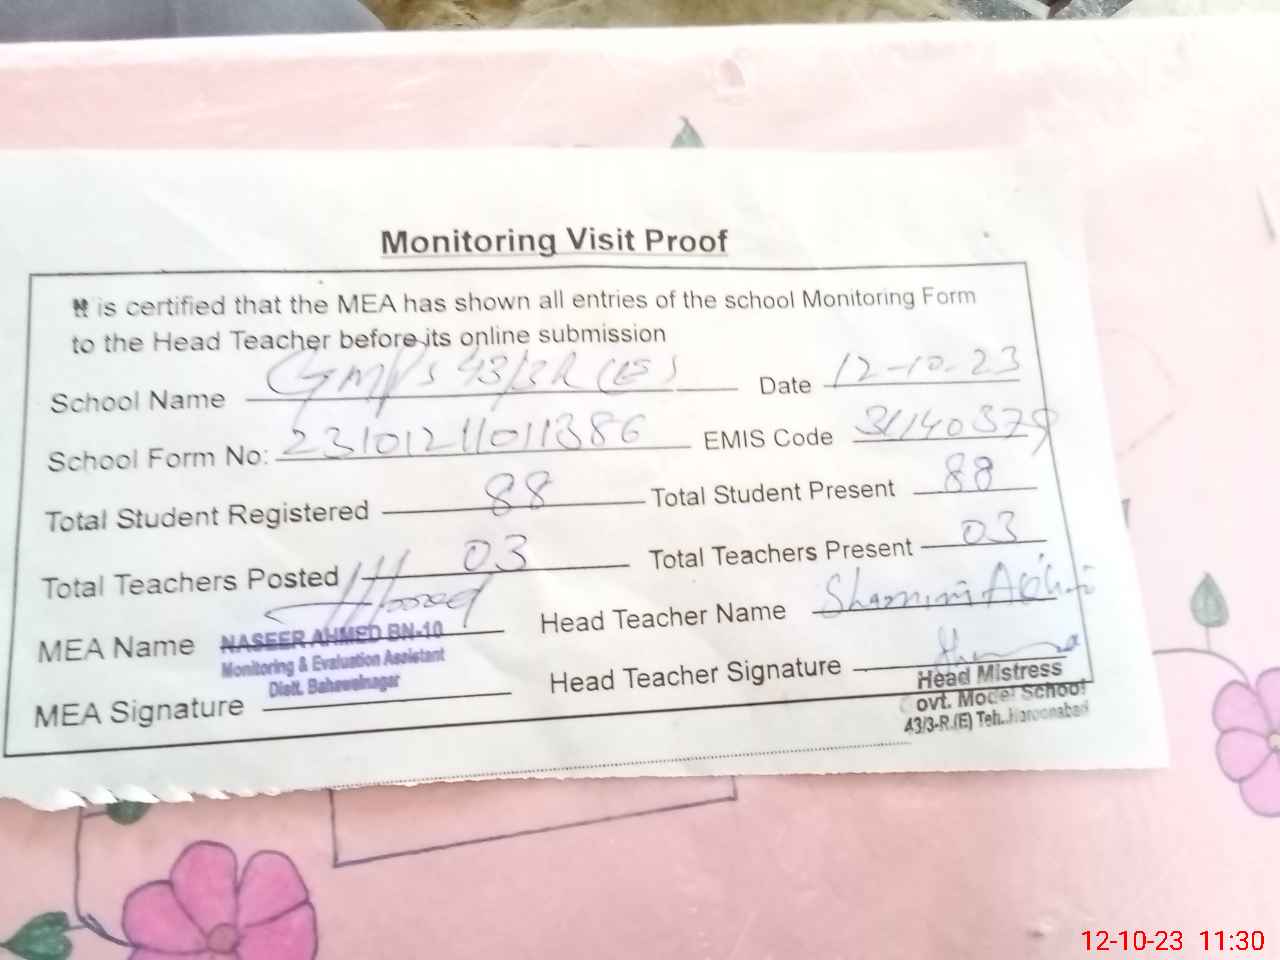 Monitoring Visit Proof
It is certified that the MEA has shown all entries of the school Monitoring Form
to the Head Teacher before its online submission
School Name GMPS 43/3R (E) Date 12-10-23
School Form No: 23101211011386 EMIS Code 31140379
Total Student Registered 88 Total Student Present 88
Total Teachers Posted 03 Total Teachers Present 03
MEA Name Head Teacher Name Shamim
NASEER AHMED BN-10
Monitoring & Evaluation Assistant
Distt. Bahawalnagar
MEA Signature Head Teacher Signature
Head Mistress
ovt. Model School
43/3-R.(E) Teh. Haroonabad
12-10-23 11:30